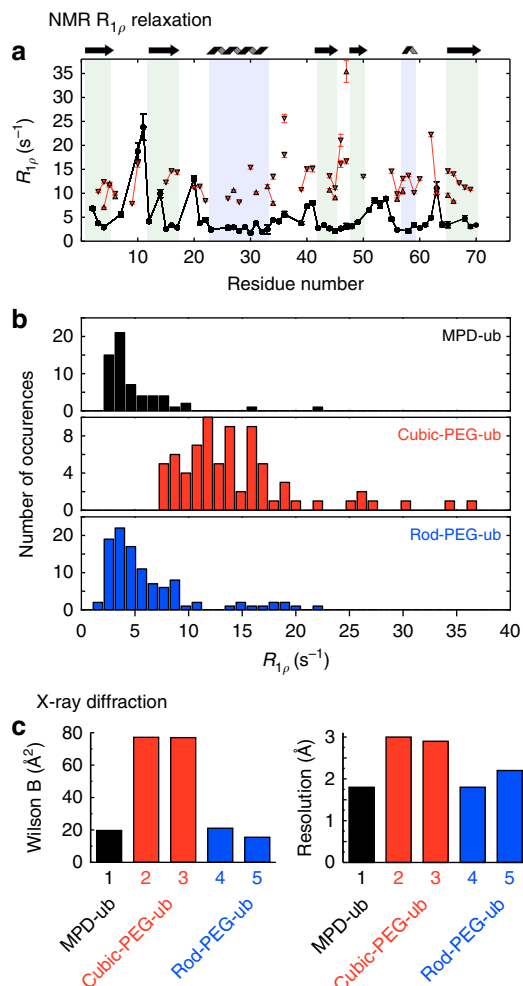 NMR R1ρ relaxation
a
35
30
25
20
15
10
5
0
R1ρ (s−1)
10 20 30 40 50 60 70
Residue number
b
MPD-ub
20
10
0
Cubic-PEG-ub
8
4
0
Rod-PEG-ub
20
10
0
Number of occurences
0 5 10 15 20 25 30 35 40
R1ρ (s−1)
X-ray diffraction
c
80
60
40
20
0
Wilson B (Å2)
1 2 3 4 5
MPD-ub
Cubic-PEG-ub
Rod-PEG-ub
3
2
1
0
Resolution (Å)
1 2 3 4 5
MPD-ub
Cubic-PEG-ub
Rod-PEG-ub